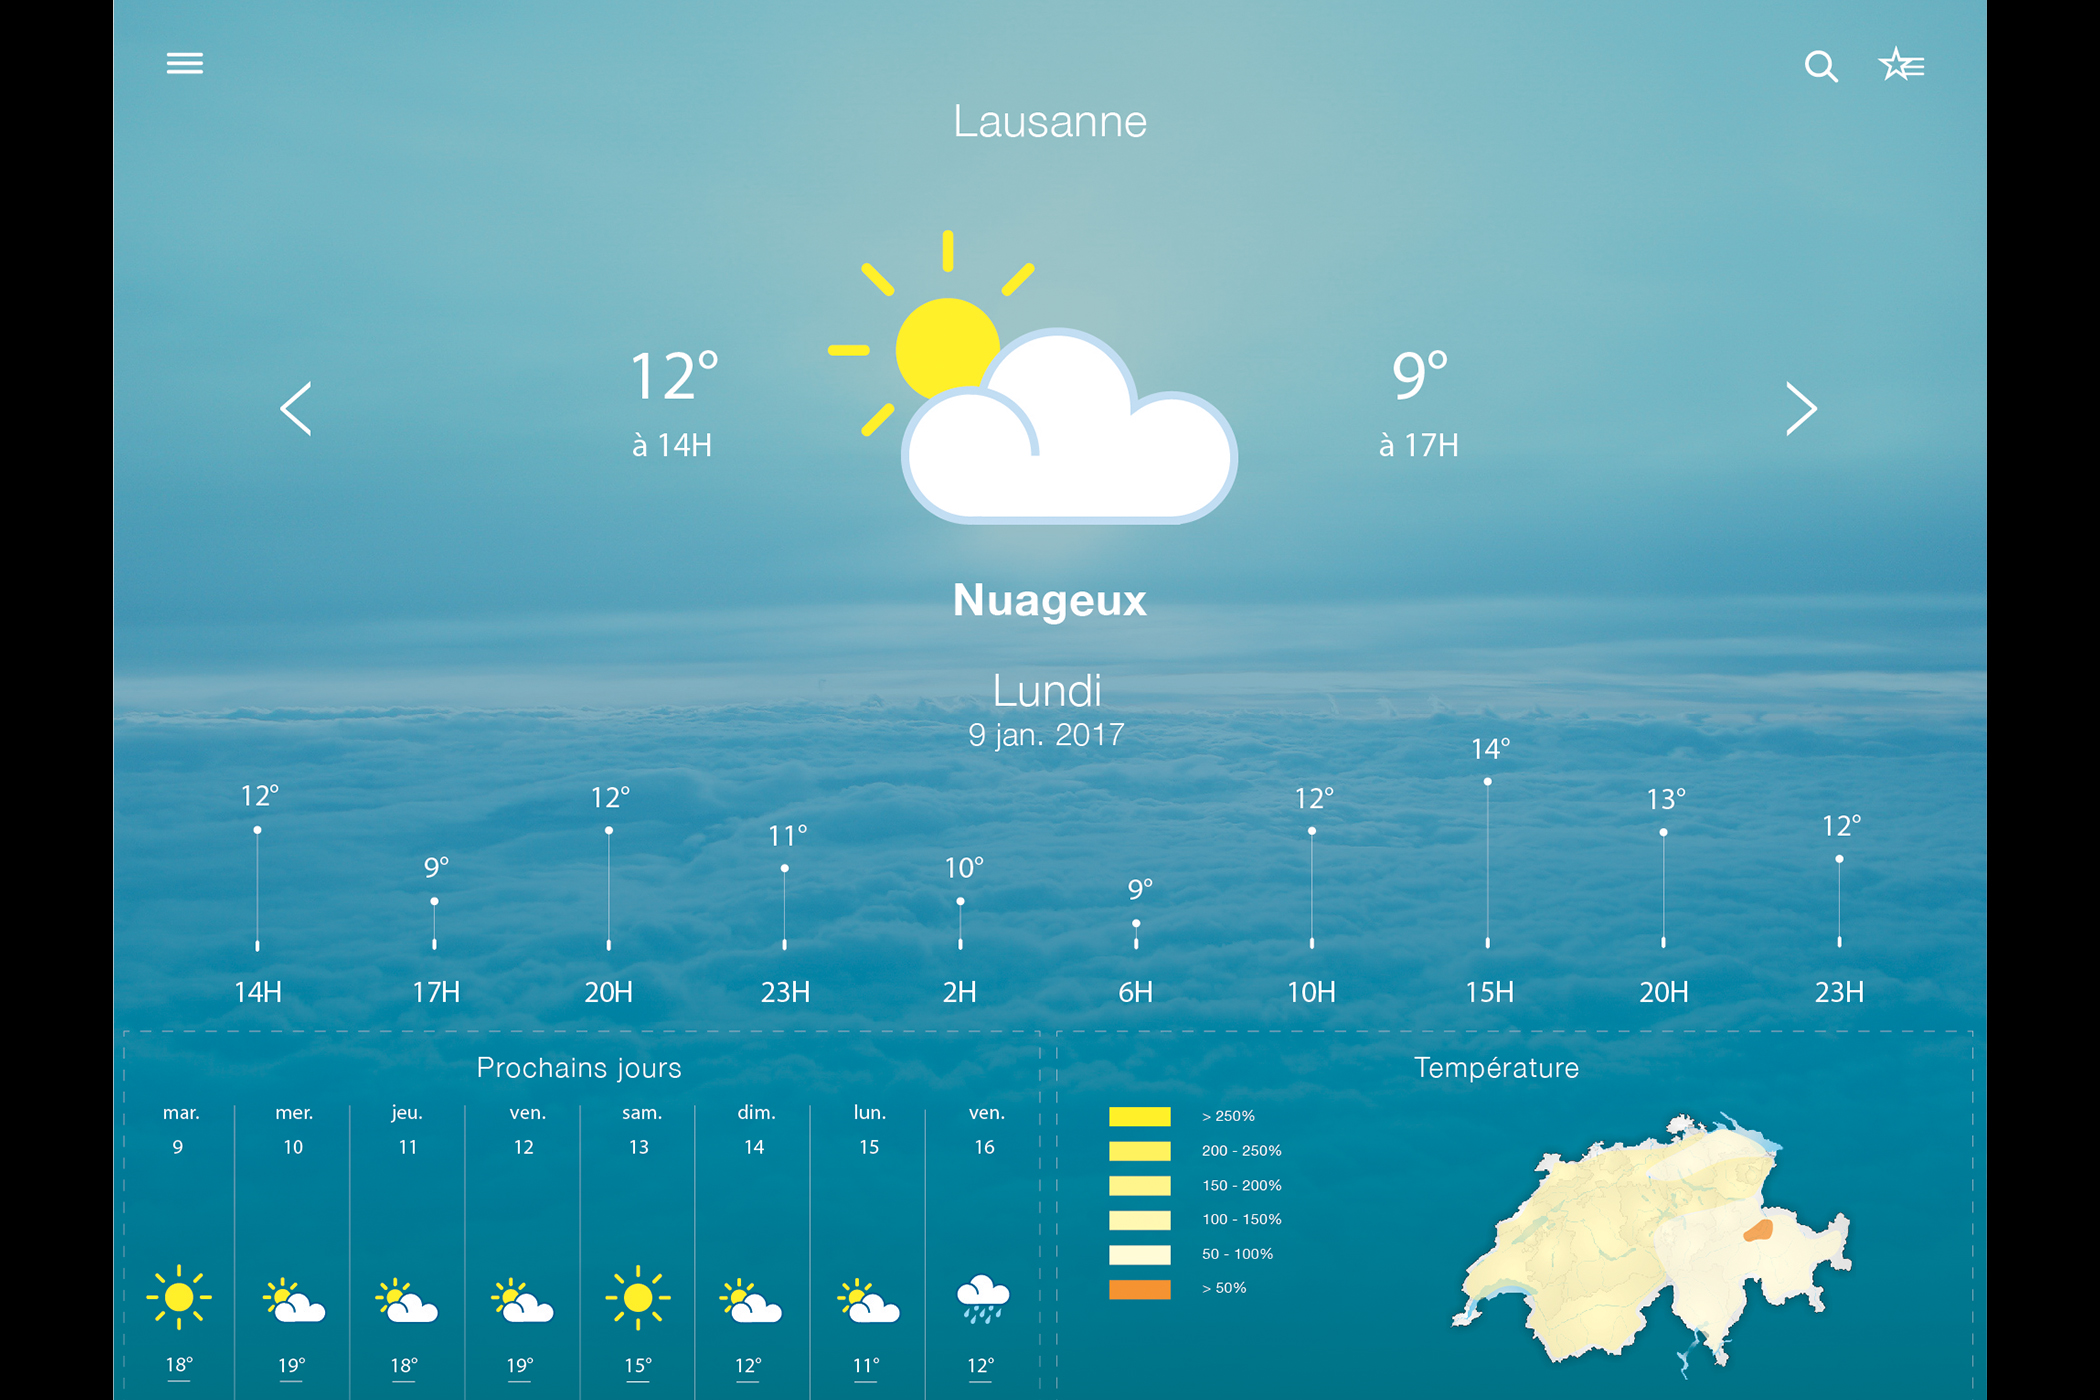 Lausanne
12° 9°
à 14H à 17H
Nuageux
Lundi
9 jan. 2017
12° 9° 12° 11° 10° 9° 12° 14° 13° 12°
14H 17H 20H 23H 2H 6H 10H 15H 20H 23H
Prochains jours
mar. mer. jeu. ven. sam. dim. lun. ven.
9 10 11 12 13 14 15 16
18° 19° 18° 19° 15° 12° 11° 12°
Température
> 250%
200 - 250%
150 - 200%
100 - 150%
50 - 100%
> 50%